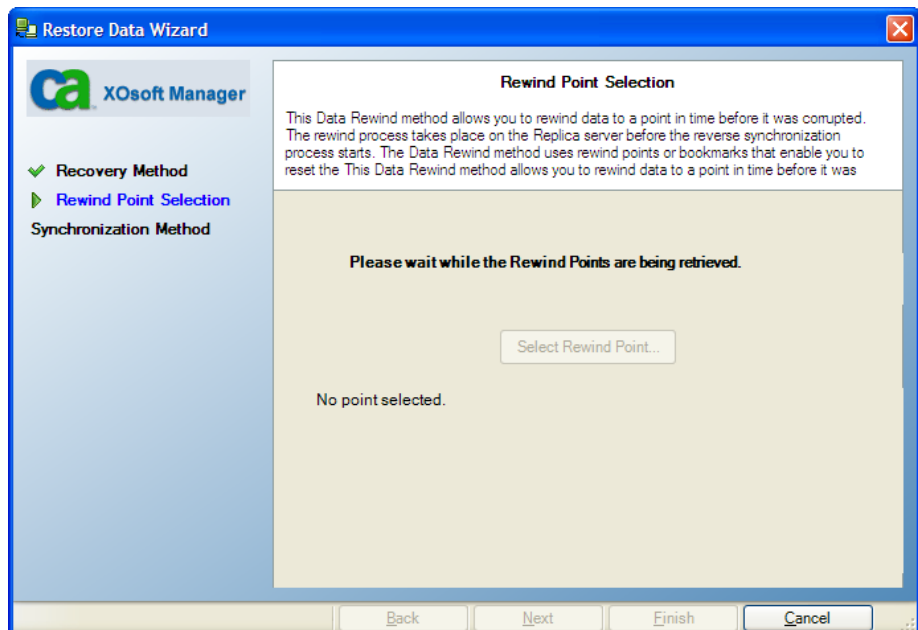 Restore Data Wizard
ca XOsoft Manager
Recovery Method
Rewind Point Selection
Synchronization Method
Rewind Point Selection
This Data Rewind method allows you to rewind data to a point in time before it was corrupted.
The rewind process takes place on the Replica server before the reverse synchronization
process starts. The Data Rewind method uses rewind points or bookmarks that enable you to
reset the This Data Rewind method allows you to rewind data to a point in time before it was
Please wait while the Rewind Points are being retrieved.
Select Rewind Point...
No point selected.
Back Next Finish Cancel